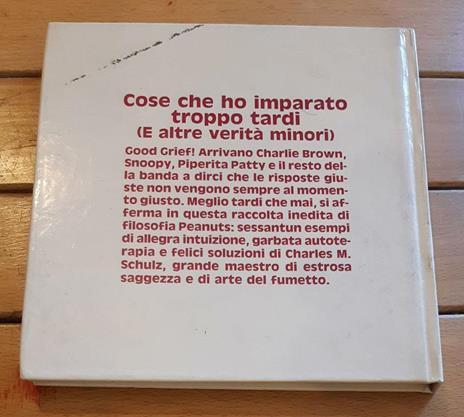 Cose che ho imparato
troppo tardi
(E altre verità minori)
Good Grief! Arrivano Charlie Brown,
Snoopy, Piperita Patty e il resto del-
la banda a dirci che le risposte giu-
ste non vengono sempre al momen-
to giusto. Meglio tardi che mai, si af-
ferma in questa raccolta inedita di
filosofia Peanuts: sessantun esempi
di allegra intuizione, garbata autote-
rapia e felici soluzioni di Charles M.
Schulz, grande maestro di estrosa
saggezza e di arte del fumetto.